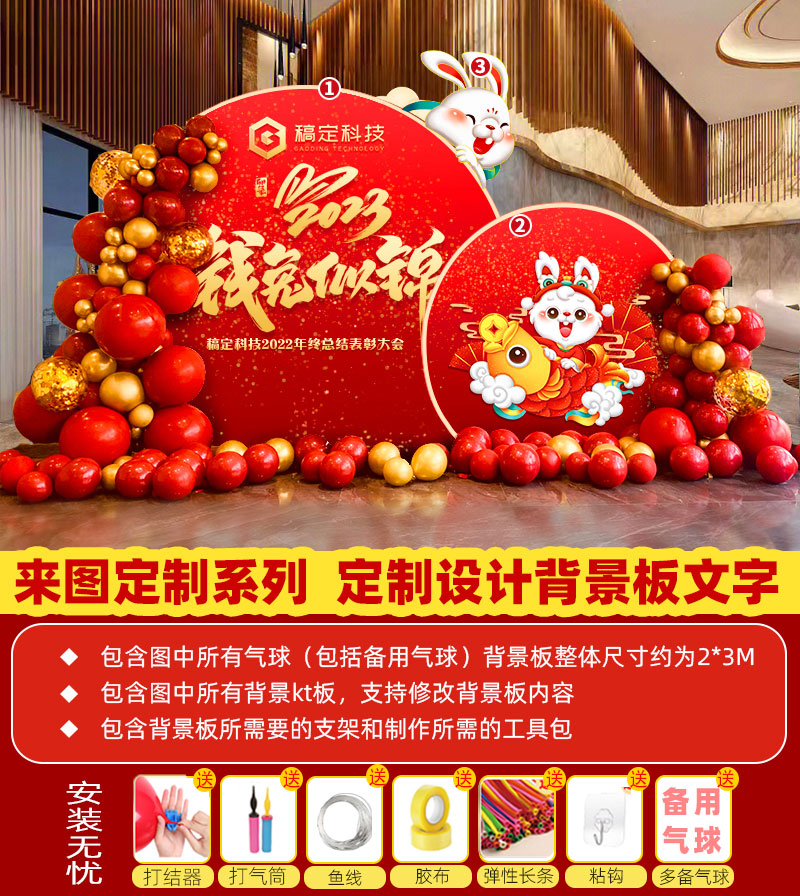 ①
③
稿定科技
GAODING TECHNOLOGY
2023
②
钱兔似锦
稿定科技2022年终总结表彰大会
来图定制系列 定制设计背景板文字
◆ 包含图中所有气球（包括备用气球）背景板整体尺寸约为2*3M
◆ 包含图中所有背景kt板，支持修改背景板内容
◆ 包含背景板所需要的支架和制作所需的工具包
安装无忧
送 送 送 送 送 送 送
备用
气球
打结器 打气筒 鱼线 胶布 弹性长条 粘钩 多备气球